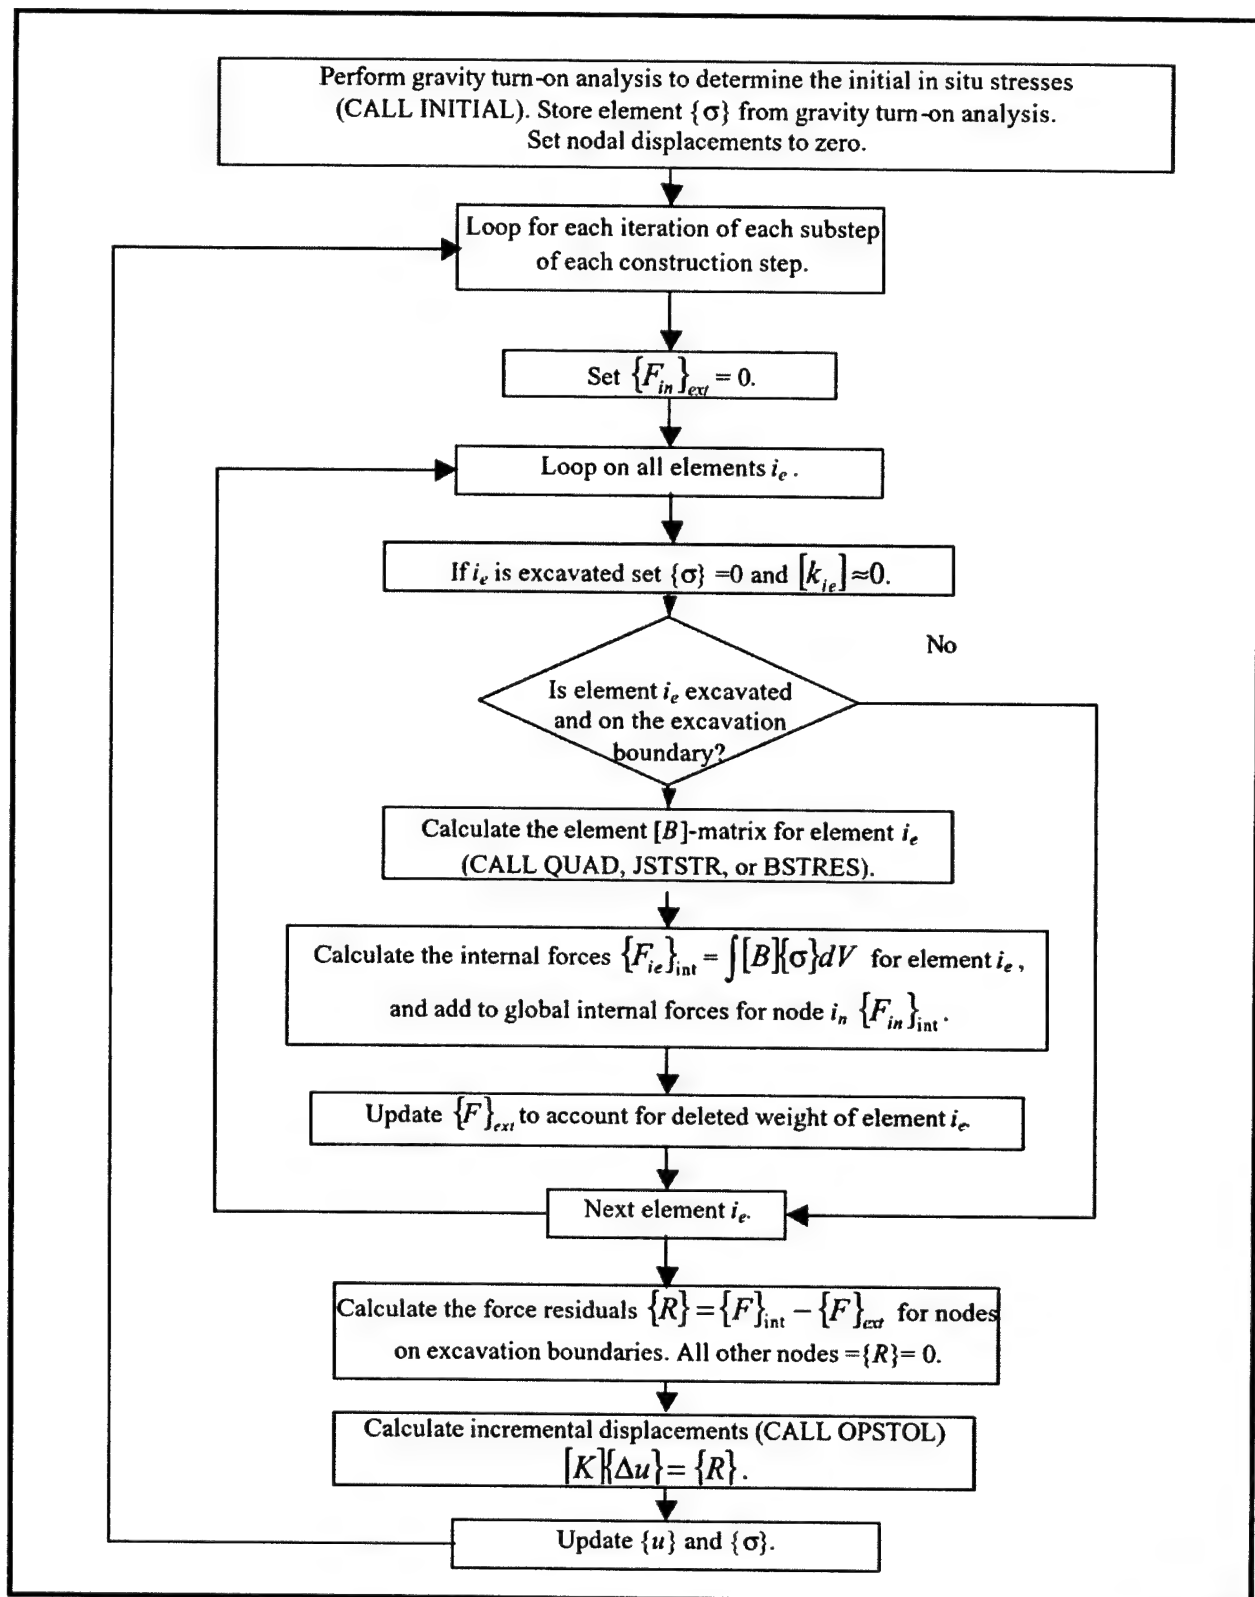 Perform gravity turn-on analysis to determine the initial in situ stresses
(CALL INITIAL). Store element {σ} from gravity turn-on analysis.
Set nodal displacements to zero.
Loop for each iteration of each substep
of each construction step.
Set {F_in}_ext = 0.
Loop on all elements i_e.
If i_e is excavated set {σ} =0 and [k_ie]≈0.
No
Is element i_e excavated
and on the excavation
boundary?
Calculate the element [B]-matrix for element i_e
(CALL QUAD, JSTSTR, or BSTRES).
Calculate the internal forces {F_ie}_int = ∫[B]{σ}dV for element i_e,
and add to global internal forces for node i_n {F_in}_int.
Update {F}_ext to account for deleted weight of element i_e.
Next element i_e.
Calculate the force residuals {R} = {F}_int − {F}_ext for nodes
on excavation boundaries. All other nodes ={R}= 0.
Calculate incremental displacements (CALL OPSTOL)
[K]{Δu}= {R}.
Update {u} and {σ}.